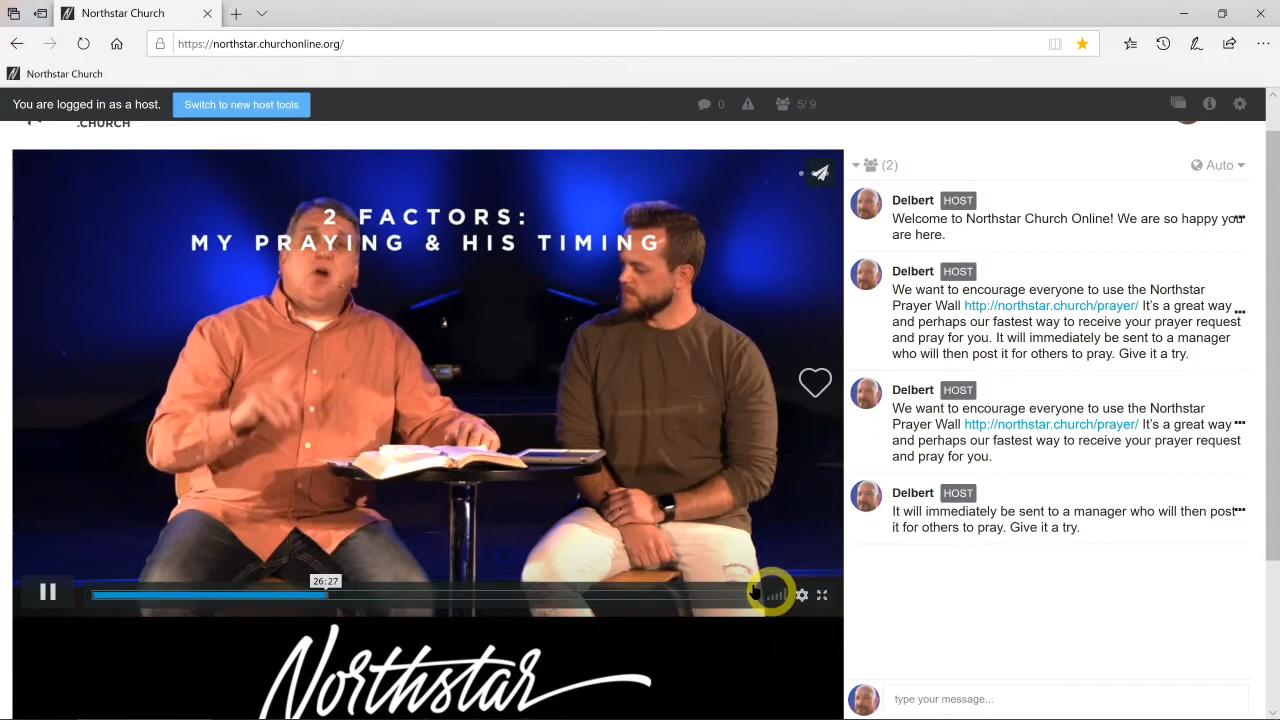 Northstar Church
https://northstar.churchonline.org/
Northstar Church
You are logged in as a host.
Switch to new host tools
0
5/ 9
.CHURCH
(2)
Auto
2 FACTORS:
MY PRAYING & HIS TIMING
26:27
Northstar
Delbert HOST
Welcome to Northstar Church Online! We are so happy you
are here.
Delbert HOST
We want to encourage everyone to use the Northstar
Prayer Wall http://northstar.church/prayer/ It's a great way
and perhaps our fastest way to receive your prayer request
and pray for you. It will immediately be sent to a manager
who will then post it for others to pray. Give it a try.
Delbert HOST
We want to encourage everyone to use the Northstar
Prayer Wall http://northstar.church/prayer/ It's a great way
and perhaps our fastest way to receive your prayer request
and pray for you.
Delbert HOST
It will immediately be sent to a manager who will then post
it for others to pray. Give it a try.
type your message...